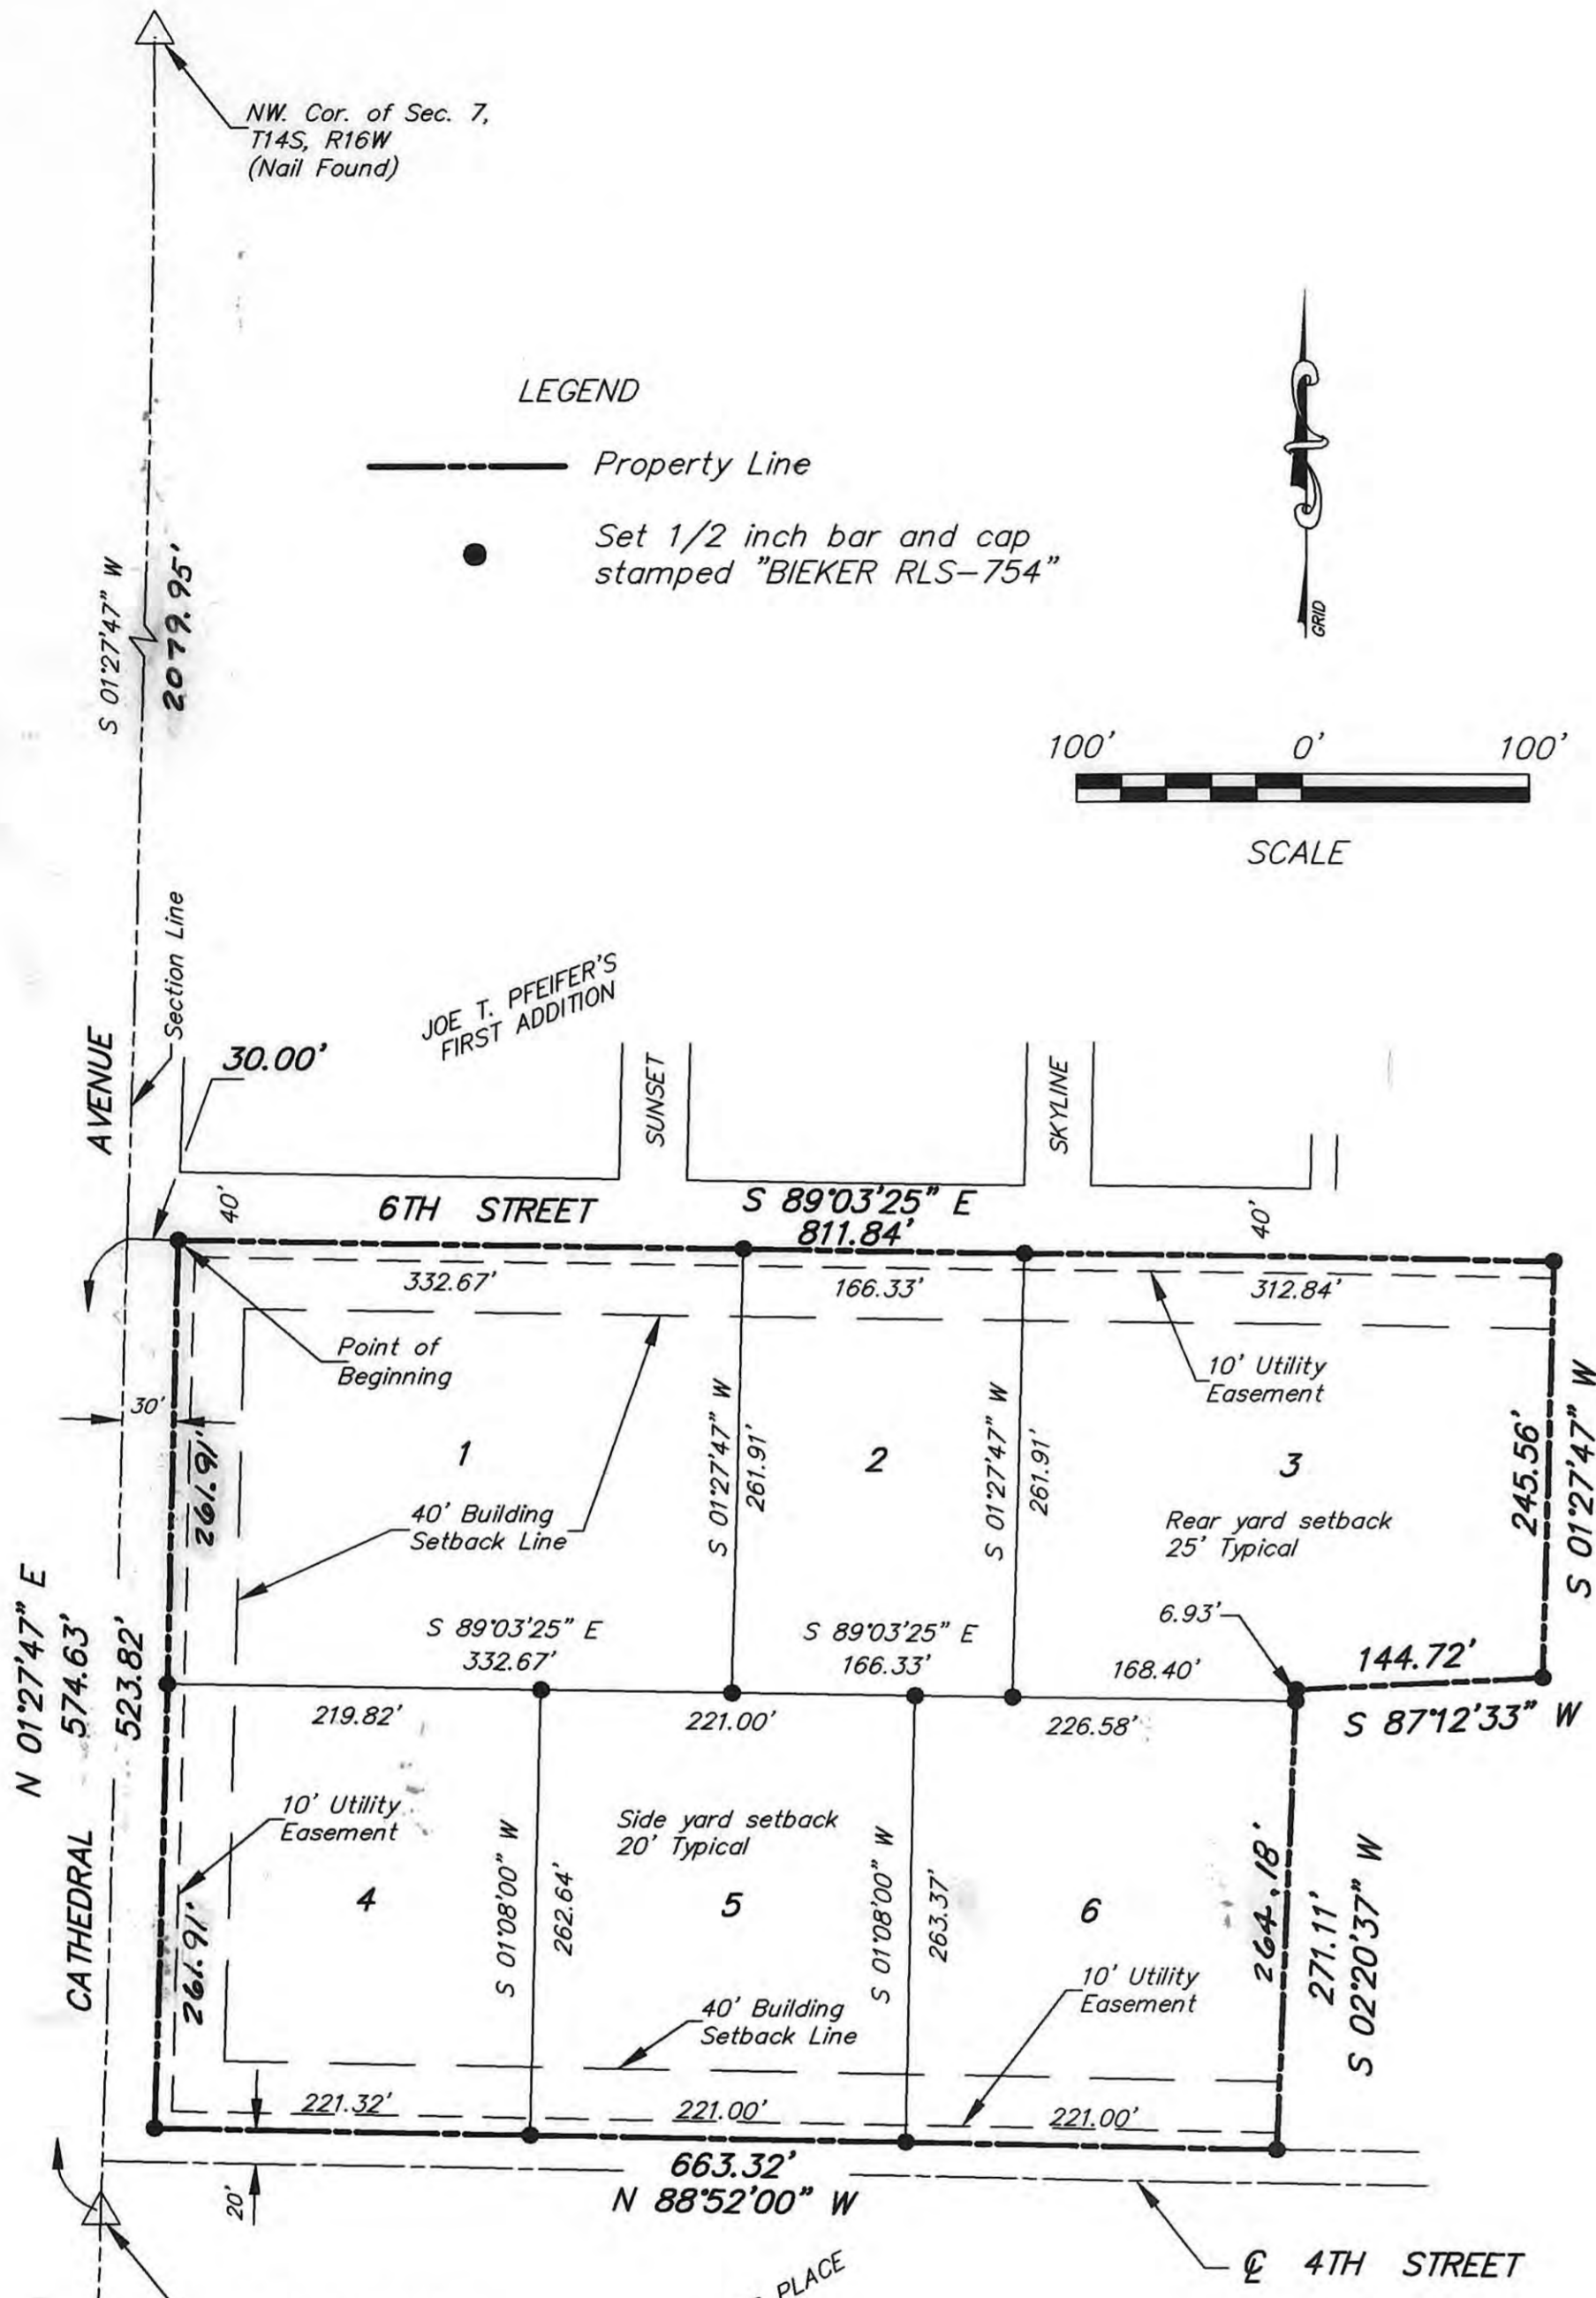 NW. Cor. of Sec. 7,
T14S, R16W
(Nail Found)
LEGEND
Property Line
Set 1/2 inch bar and cap
stamped "BIEKER RLS-754"
GRID
S 01°27'47" W
2079.95'
100' 0' 100'
SCALE
Section Line
AVENUE
JOE T. PFEIFER'S
FIRST ADDITION
30.00'
SUNSET
SKYLINE
40'
6TH STREET
S 89°03'25" E
811.84'
40'
332.67'
166.33'
312.84'
Point of
Beginning
10' Utility
Easement
30'
261.91'
1
S 01°27'47" W
261.91'
2
S 01°27'47" W
261.91'
3
245.56'
S 01°27'47" W
40' Building
Setback Line
Rear yard setback
25' Typical
6.93'
S 89°03'25" E
332.67'
S 89°03'25" E
166.33'
168.40'
144.72'
S 87°12'33" W
N 01°27'47" E
574.63'
523.82'
219.82'
221.00'
226.58'
10' Utility
Easement
Side yard setback
20' Typical
CATHEDRAL
261.91'
4
S 01°08'00" W
262.64'
5
S 01°08'00" W
263.37'
6
264.18'
271.11'
S 02°20'37" W
40' Building
Setback Line
10' Utility
Easement
221.32'
221.00'
221.00'
20'
663.32'
N 88°52'00" W
PLACE
℄ 4TH STREET